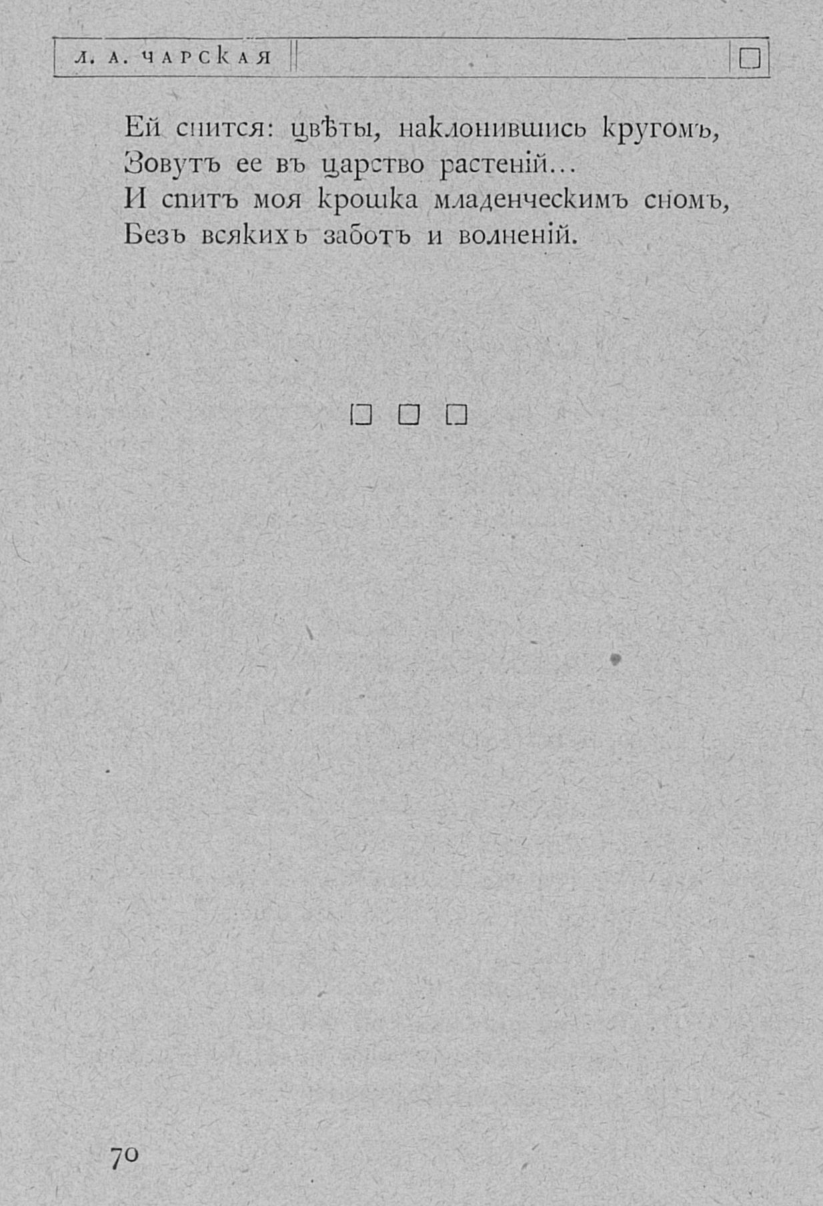 Л. А. ЧАРСКАЯ
Ей снится: цвѣты, наклонившись кругомъ,
Зовутъ ее въ царство растеній...
И спитъ моя крошка младенческимъ сномъ,
Безъ всякихъ заботъ и волненій.
70